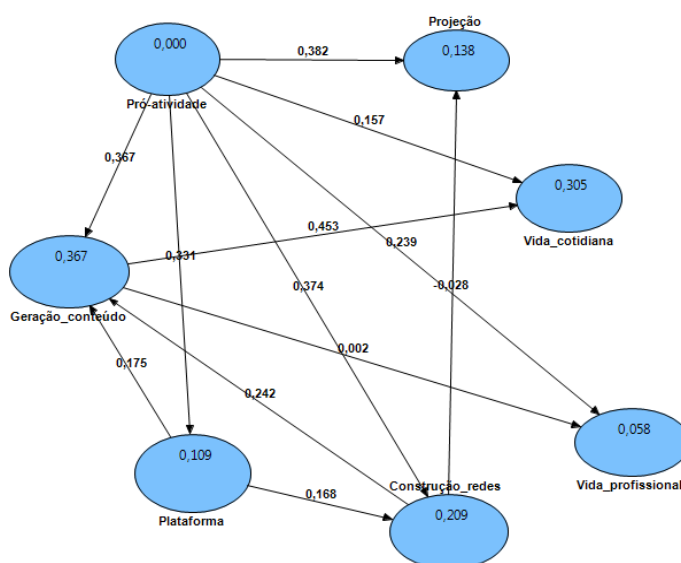 Projeção
0,000
0,382
0,138
Pró-atividade
0,157
0,367
0,305
0,453
Vida_cotidiana
0,239
0,331
0,367
0,374
-0,028
Geração_conteúdo
0,002
0,175
0,242
0,058
0,109
Construção_redes
Vida_profissional
0,168
Plataforma
0,209